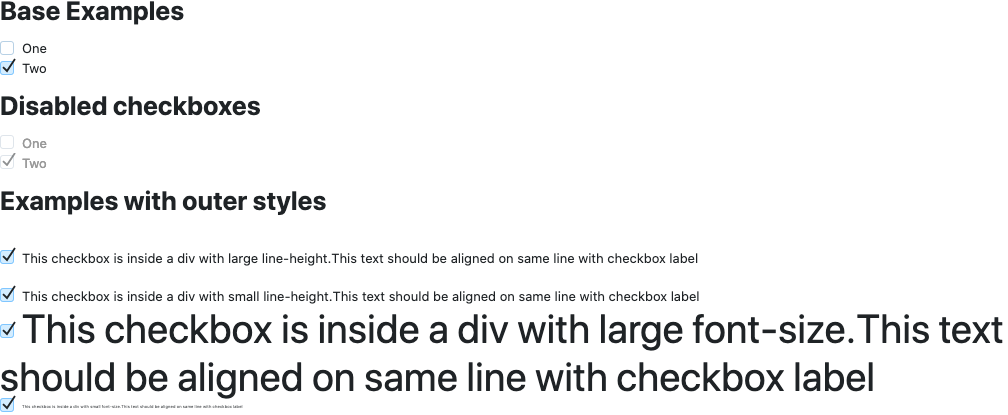 Base Examples
One
Two
Disabled checkboxes
One
Two
Examples with outer styles
This checkbox is inside a div with large line-height.This text should be aligned on same line with checkbox label
This checkbox is inside a div with small line-height.This text should be aligned on same line with checkbox label
This checkbox is inside a div with large font-size.This text
should be aligned on same line with checkbox label
This checkbox is inside a div with small font-size.This text should be aligned on same line with checkbox label